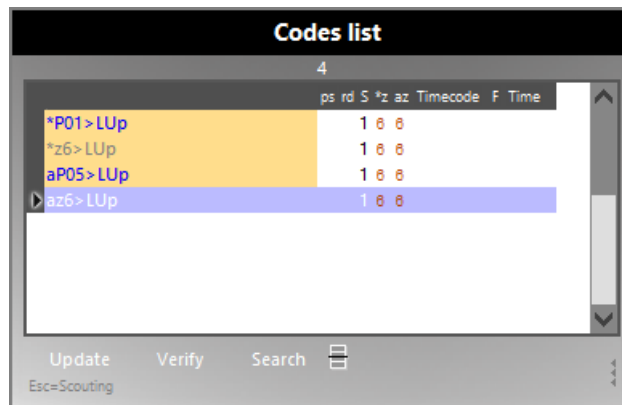 Codes list
4
ps rd S *z az Timecode F Time
*P01>LUp 1 6 6
*z6>LUp 1 6 6
aP05>LUp 1 6 6
az6>LUp 1 6 6
Update Verify Search
Esc=Scouting